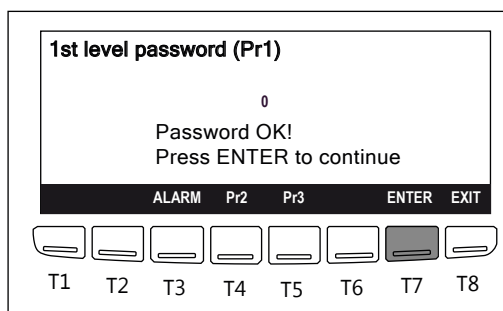 1st level password (Pr1)
0
Password OK!
Press ENTER to continue
ALARM Pr2 Pr3 ENTER EXIT
T1 T2 T3 T4 T5 T6 T7 T8